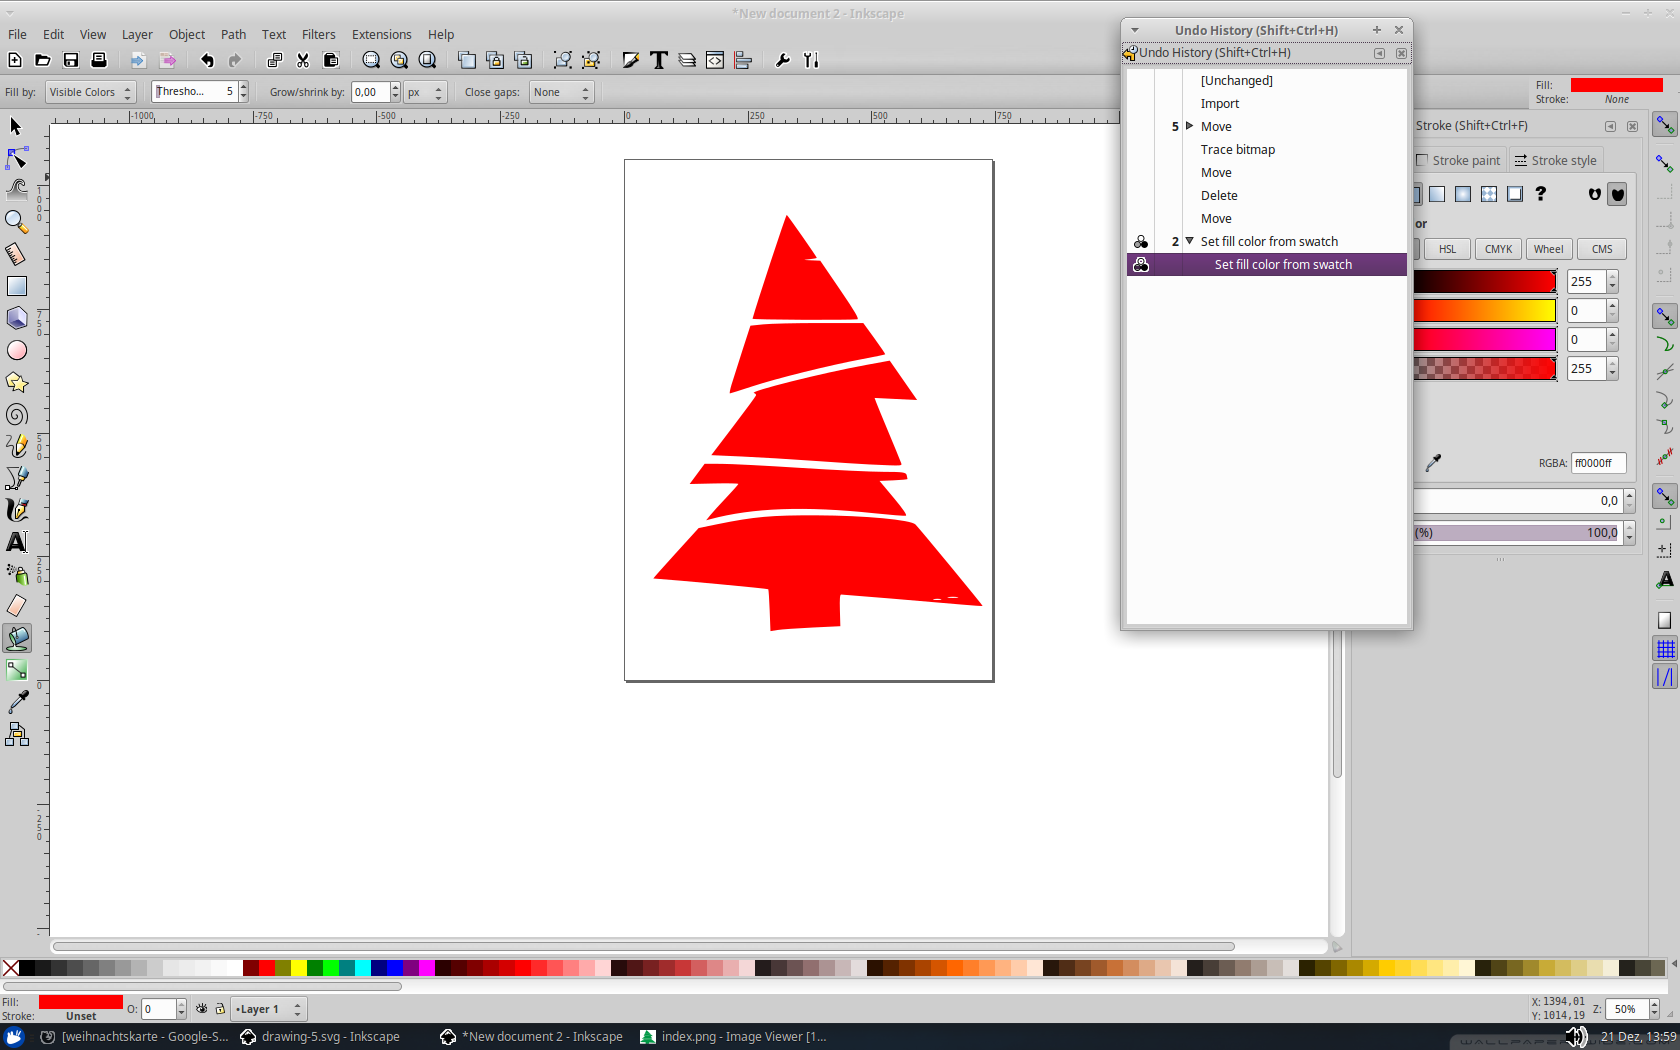 *New document 2 - Inkscape
File Edit View Layer Object Path Text Filters Extensions Help
Fill by: Visible Colors Thresho... 5 Grow/shrink by: 0,00 px Close gaps: None
Fill:
Stroke: None
-1000 -750 -500 -250 0 250 500 750
1000
750
500
250
0
-250
Undo History (Shift+Ctrl+H)
Undo History (Shift+Ctrl+H)
[Unchanged]
Import
5 Move
Trace bitmap
Move
Delete
Move
2 Set fill color from swatch
Set fill color from swatch
Stroke (Shift+Ctrl+F)
Stroke paint Stroke style
?
or
HSL CMYK Wheel CMS
255
0
0
255
RGBA: ff0000ff
0,0
(%) 100,0
Fill:
Stroke: Unset
O: 0
•Layer 1
X: 1394,01
Y: 1014,19
Z: 50%
[weihnachtskarte - Google-S... drawing-5.svg - Inkscape *New document 2 - Inkscape index.png - Image Viewer [1...
21 Dez, 13:59